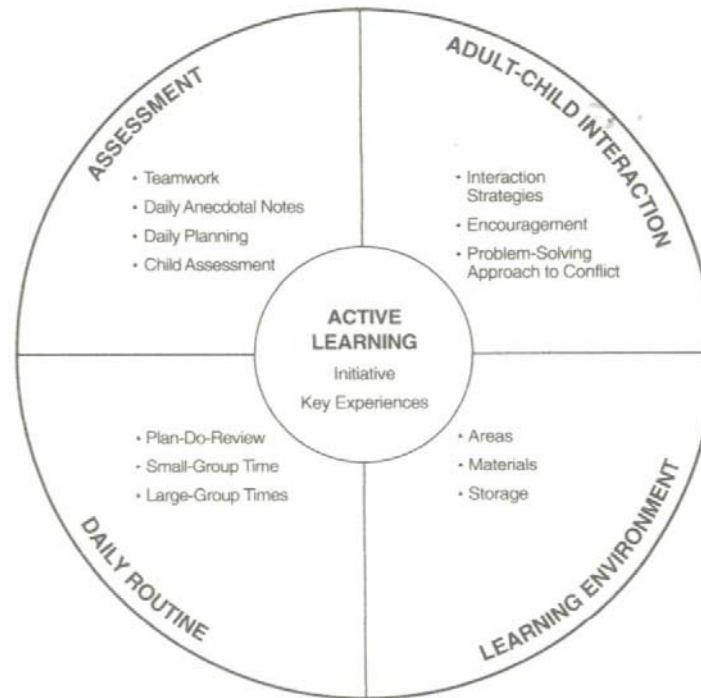 ASSESSMENT
• Teamwork
• Daily Anecdotal Notes
• Daily Planning
• Child Assessment
ADULT-CHILD INTERACTION
• Interaction
Strategies
• Encouragement
• Problem-Solving
Approach to Conflict
ACTIVE
LEARNING
Initiative
Key Experiences
• Plan-Do-Review
• Small-Group Time
• Large-Group Times
DAILY ROUTINE
• Areas
• Materials
• Storage
LEARNING ENVIRONMENT